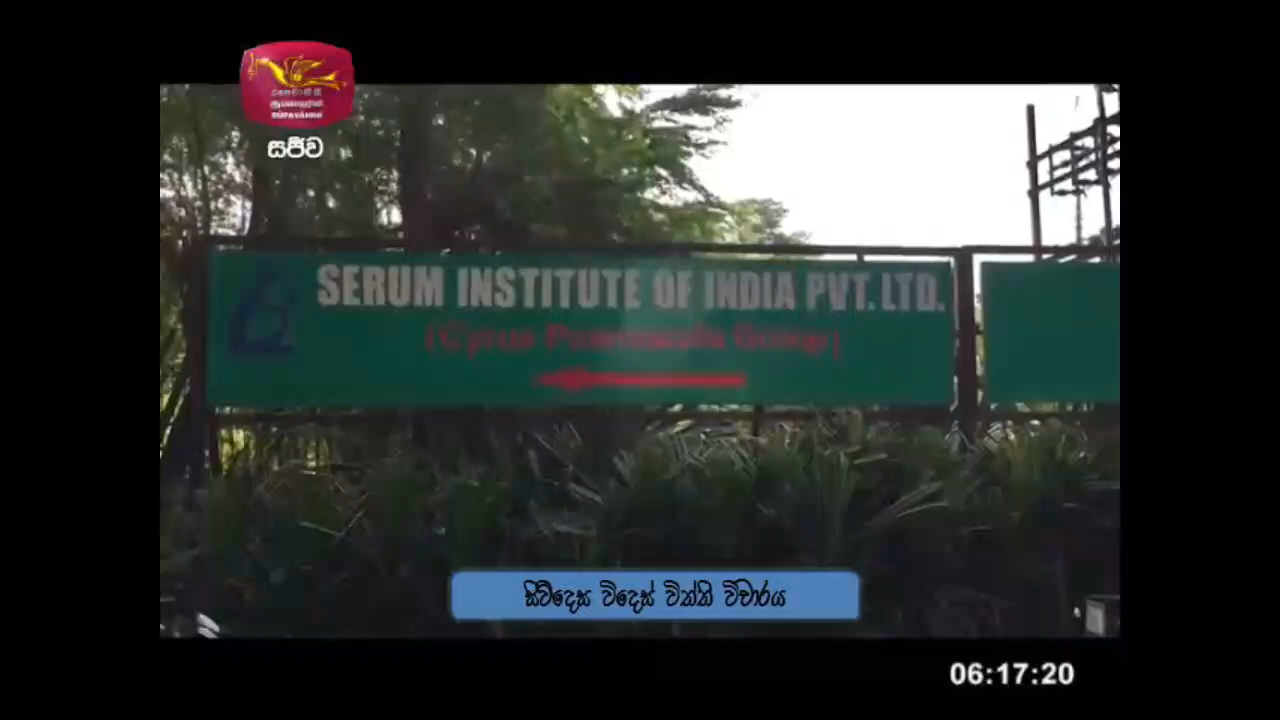 සජීව
SERUM INSTITUTE OF INDIA PVT. LTD.
(Cyrus Poonawalla Group)
සිව්දෙස විදෙස් විත්ති විචාරය
06:17:20